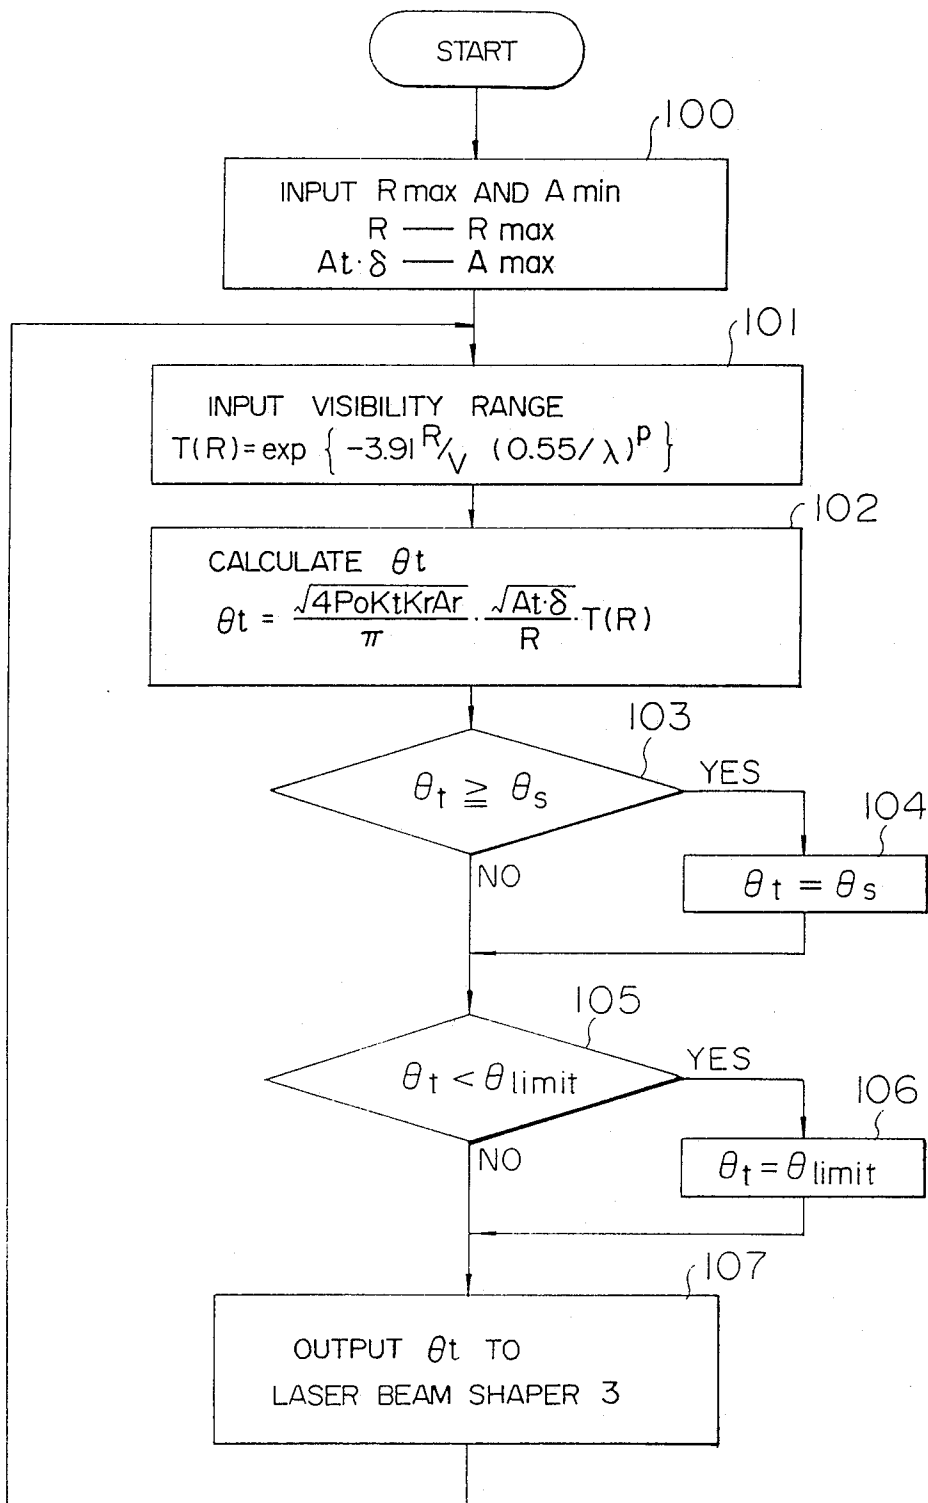 START
100
INPUT R max AND A min
R — R max
At·δ — A max
101
INPUT VISIBILITY RANGE
T(R)=exp { -3.91 R/V (0.55/λ)^p }
102
CALCULATE θt
θt = √4PoKtKrAr/π · √At·δ/R · T(R)
103
θt ≧ θs
YES
104
θt = θs
NO
105
θt < θlimit
YES
106
θt = θlimit
NO
107
OUTPUT θt TO
LASER BEAM SHAPER 3